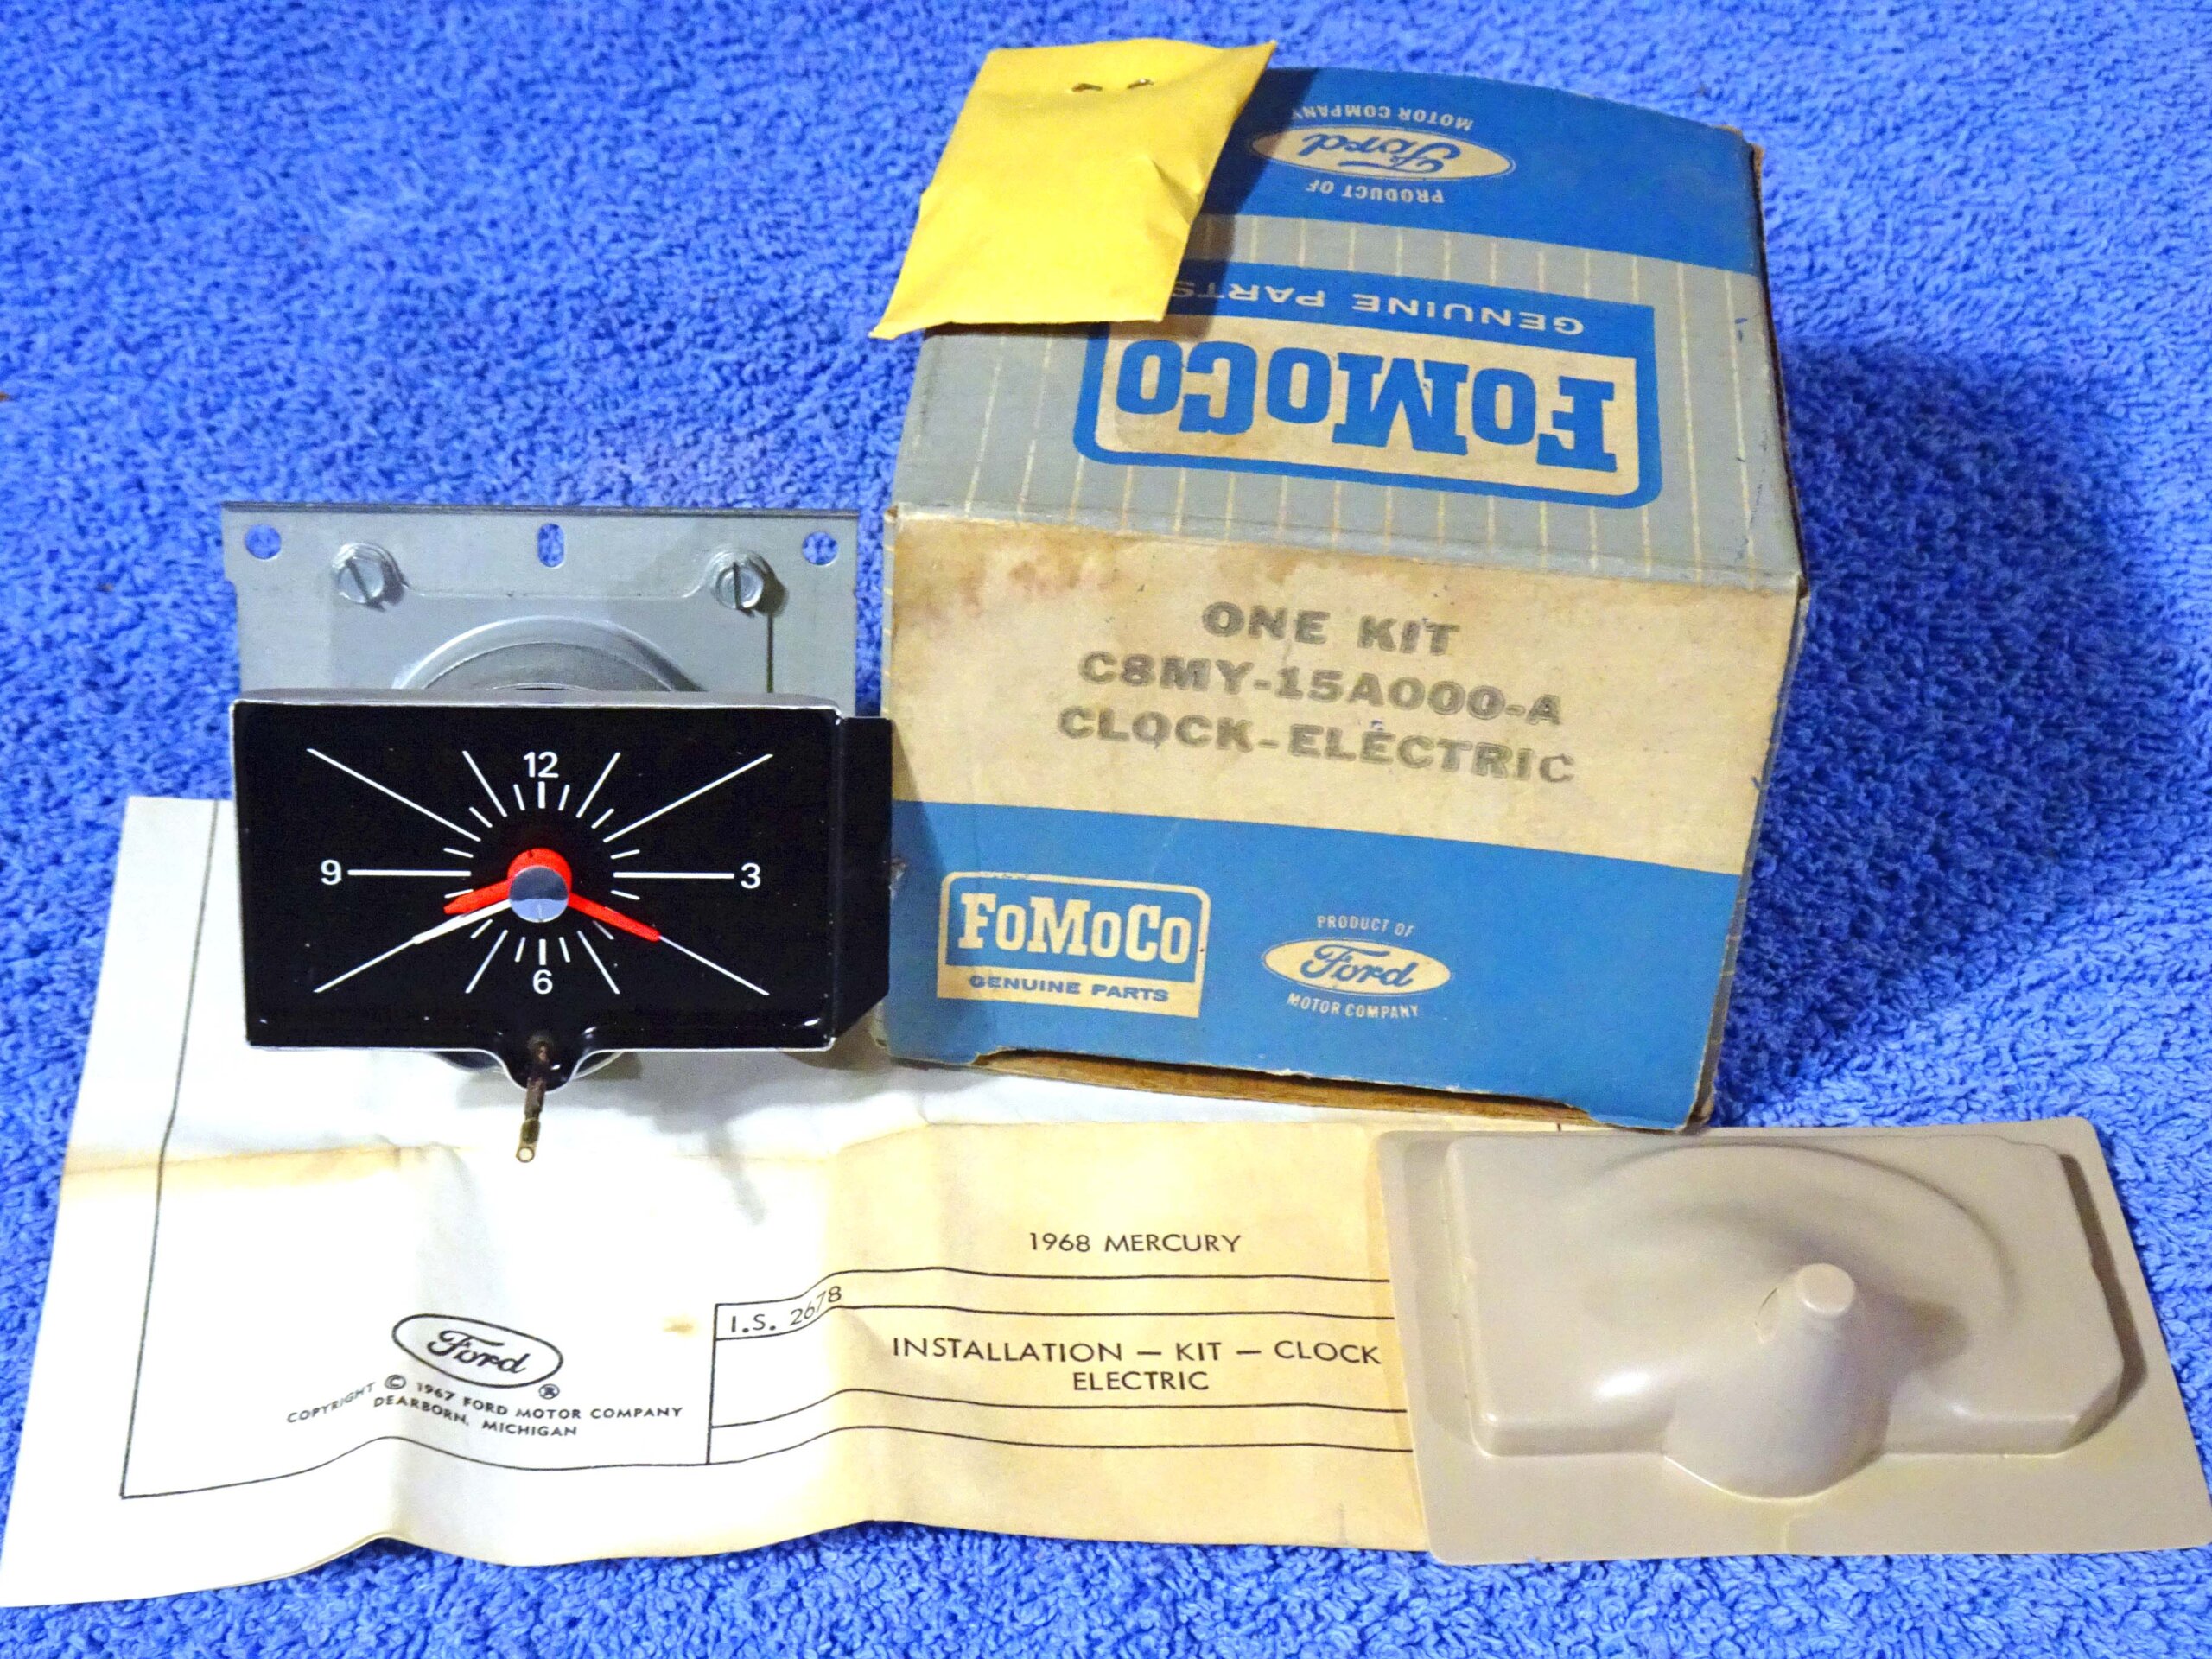 PRODUCT OF
Ford
MOTOR COMPANY
GENUINE PARTS
FoMoCo
ONE KIT
C8MY-15A000-A
CLOCK-ELECTRIC
FoMoCo
GENUINE PARTS
PRODUCT OF
Ford
MOTOR COMPANY
12
9
3
6
1968 MERCURY
I.S. 2678
INSTALLATION — KIT — CLOCK
ELECTRIC
Ford
®
COPYRIGHT © 1967 FORD MOTOR COMPANY
DEARBORN, MICHIGAN